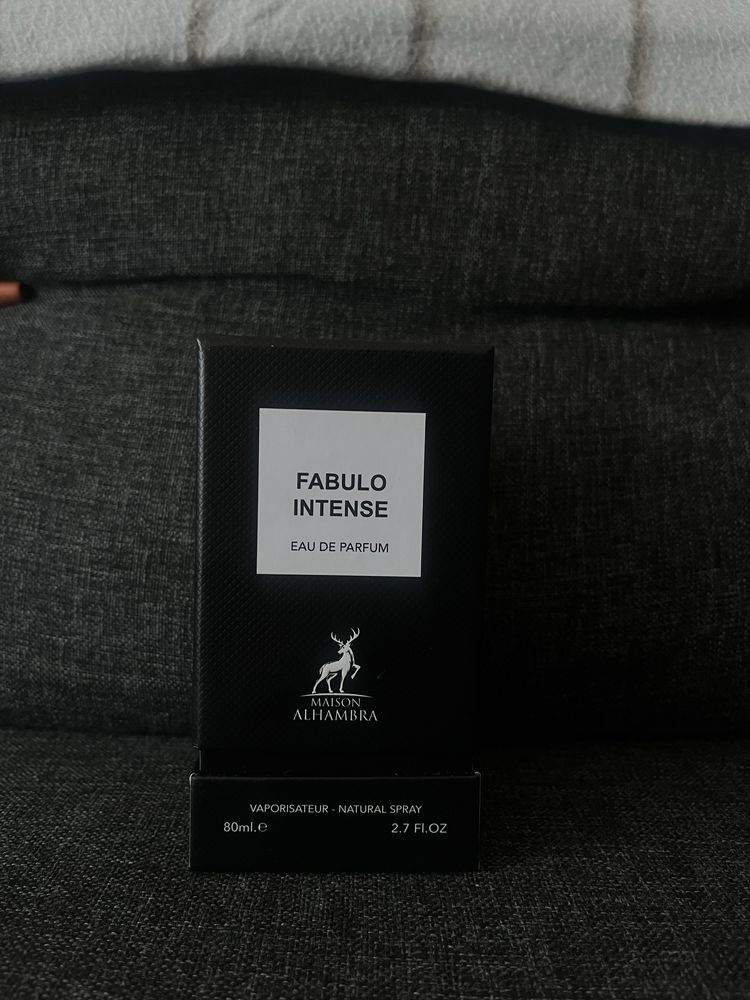 FABULO
INTENSE
EAU DE PARFUM
MAISON
ALHAMBRA
VAPORISATEUR - NATURAL SPRAY
80ml.℮ 2.7 Fl.OZ